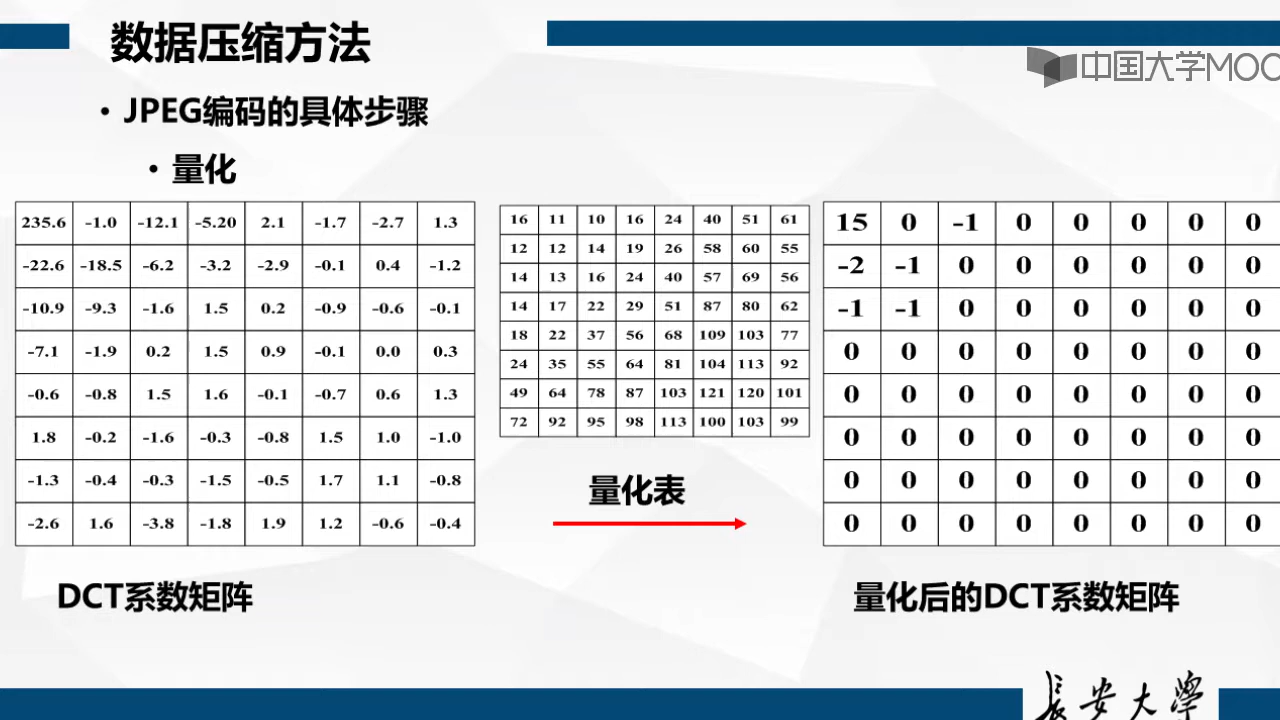 数据压缩方法
中国大学MOO
• JPEG编码的具体步骤
• 量化
235.6 -1.0 -12.1 -5.20 2.1 -1.7 -2.7 1.3
-22.6 -18.5 -6.2 -3.2 -2.9 -0.1 0.4 -1.2
-10.9 -9.3 -1.6 1.5 0.2 -0.9 -0.6 -0.1
-7.1 -1.9 0.2 1.5 0.9 -0.1 0.0 0.3
-0.6 -0.8 1.5 1.6 -0.1 -0.7 0.6 1.3
1.8 -0.2 -1.6 -0.3 -0.8 1.5 1.0 -1.0
-1.3 -0.4 -0.3 -1.5 -0.5 1.7 1.1 -0.8
-2.6 1.6 -3.8 -1.8 1.9 1.2 -0.6 -0.4
DCT系数矩阵
16 11 10 16 24 40 51 61
12 12 14 19 26 58 60 55
14 13 16 24 40 57 69 56
14 17 22 29 51 87 80 62
18 22 37 56 68 109 103 77
24 35 55 64 81 104 113 92
49 64 78 87 103 121 120 101
72 92 95 98 113 100 103 99
量化表
15 0 -1 0 0 0 0 0
-2 -1 0 0 0 0 0 0
-1 -1 0 0 0 0 0 0
0 0 0 0 0 0 0 0
0 0 0 0 0 0 0 0
0 0 0 0 0 0 0 0
0 0 0 0 0 0 0 0
0 0 0 0 0 0 0 0
量化后的DCT系数矩阵
长安大学